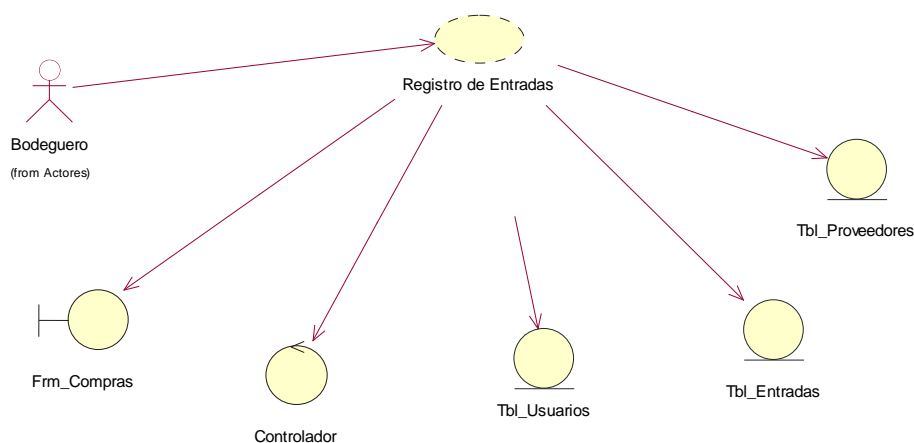 Registro de Entradas
Bodeguero
(from Actores)
Tbl_Proveedores
Frm_Compras
Tbl_Usuarios
Tbl_Entradas
Controlador